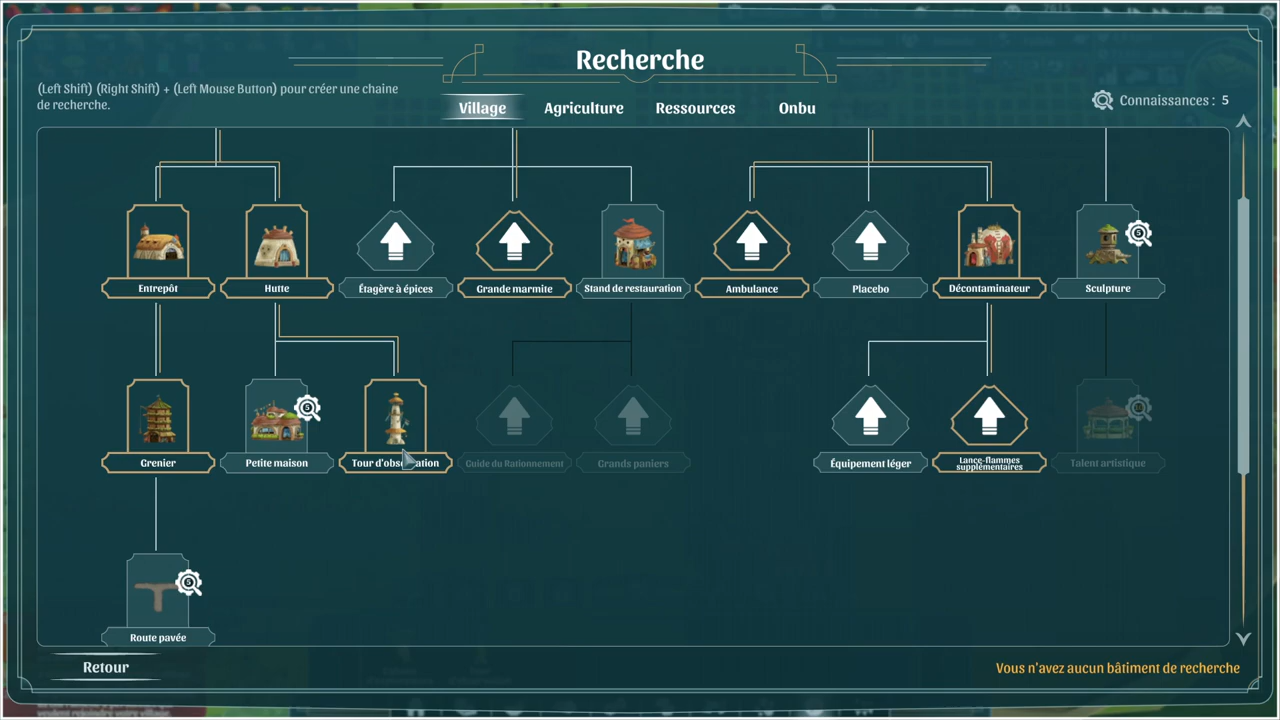 Recherche
(Left Shift) (Right Shift) + (Left Mouse Button) pour créer une chaine
de recherche.
Village
Agriculture
Ressources
Onbu
Connaissances : 5
Entrepôt
Hutte
Étagère à épices
Grande marmite
Stand de restauration
Ambulance
Placebo
Décontaminateur
Sculpture
5
Grenier
5
Petite maison
Tour d'observation
Guide du Rationnement
Grands paniers
Équipement léger
Lance-flammes
supplémentaires
Talent artistique
5
Route pavée
Retour
Vous n'avez aucun bâtiment de recherche